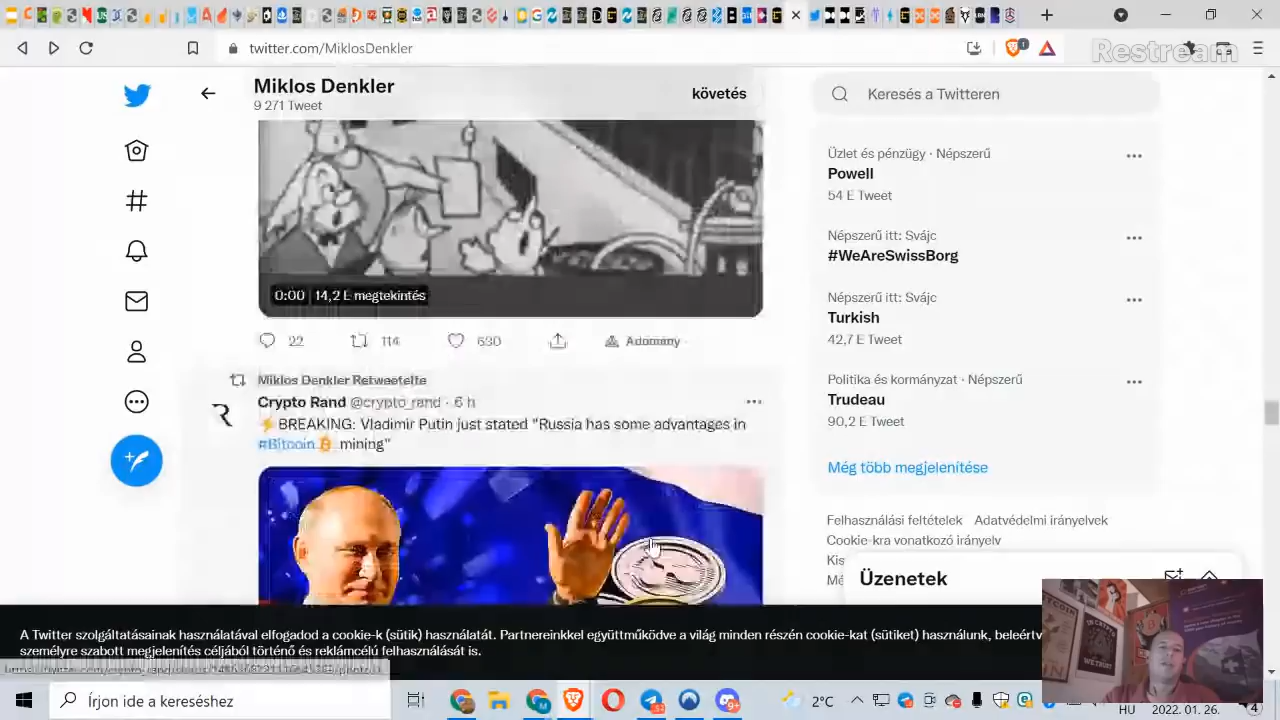 twitter.com/MiklosDenkler
Restream
Miklos Denkler
9 271 Tweet
követés
Keresés a Twitteren
0:00 14,2 E megtekintés
22 114 630 Adomány
Miklos Denkler Retweetelte
Crypto Rand @crypto_rand · 6 h
⚡BREAKING: Vladimir Putin just stated "Russia has some advantages in
#Bitcoin mining"
Üzlet és pénzügy · Népszerű
Powell
54 E Tweet
Népszerű itt: Svájc
#WeAreSwissBorg
Népszerű itt: Svájc
Turkish
42,7 E Tweet
Politika és kormányzat · Népszerű
Trudeau
90,2 E Tweet
Még több megjelenítése
Felhasználási feltételek Adatvédelmi irányelvek
Cookie-kra vonatkozó irányelv
Üzenetek
A Twitter szolgáltatásainak használatával elfogadod a cookie-k (sütik) használatát. Partnereinkkel együttműködve a világ minden részén cookie-kat (sütiket) használunk, beleértv
személyre szabott megjelenítés céljából történő és reklámcélú felhasználását is.
Írjon ide a kereséshez
2°C
HU 2022. 01. 26.